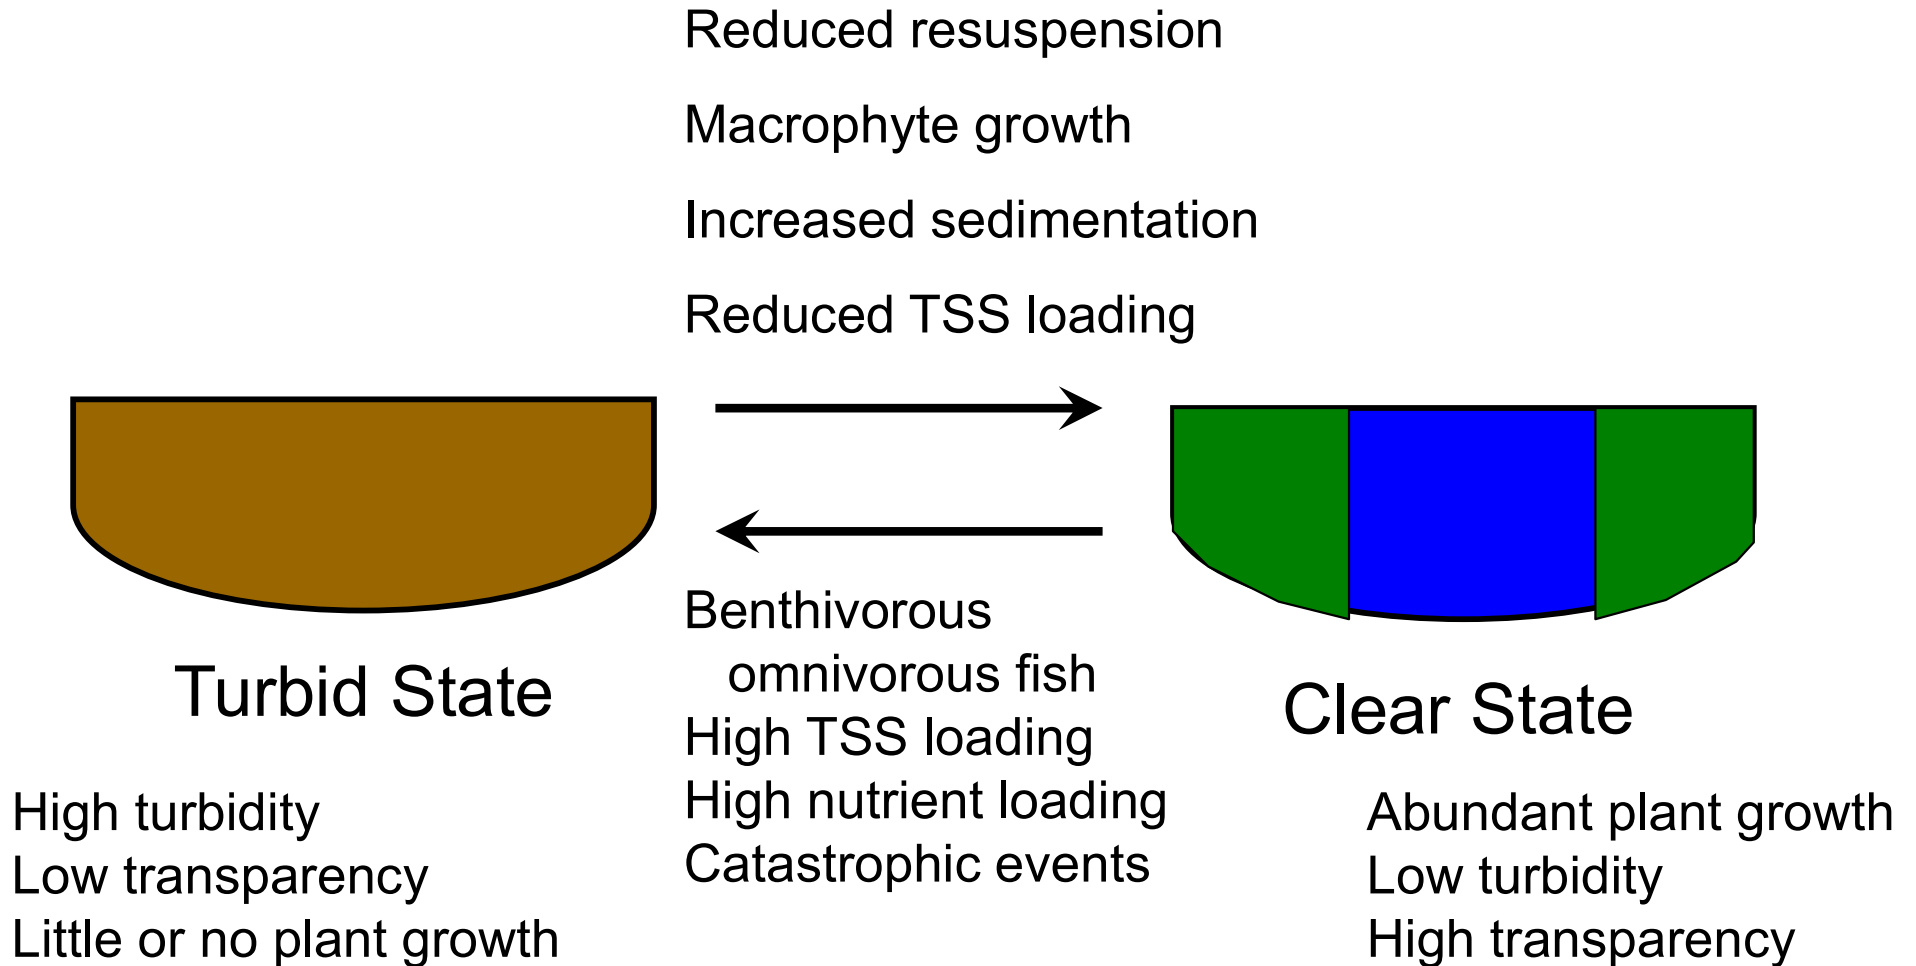 Reduced resuspension
Macrophyte growth
Increased sedimentation
Reduced TSS loading
Turbid State
High turbidity
Low transparency
Little or no plant growth
Benthivorous
omnivorous fish
High TSS loading
High nutrient loading
Catastrophic events
Clear State
Abundant plant growth
Low turbidity
High transparency